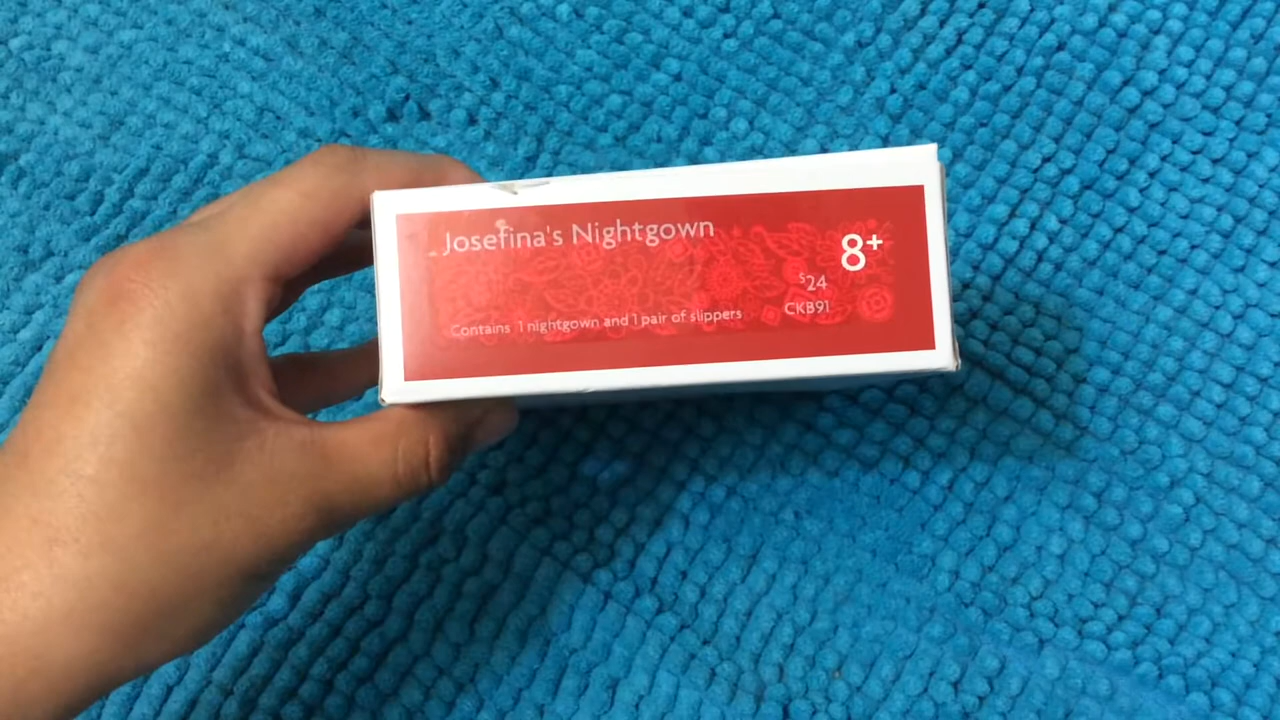 Josefina's Nightgown
8+
$24
CKB91
Contains 1 nightgown and 1 pair of slippers